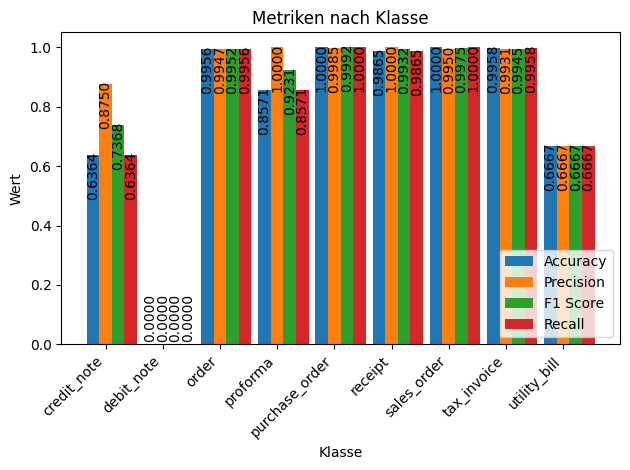 Metriken nach Klasse
Wert
1.0
0.8
0.6
0.4
0.2
0.0
0.6364
0.8750
0.7368
0.6364
0.0000
0.0000
0.0000
0.0000
0.9956
0.9947
0.9952
0.9956
0.8571
1.0000
0.9231
0.8571
1.0000
0.9985
0.9992
1.0000
0.9865
1.0000
0.9932
0.9865
1.0000
0.9950
0.9975
1.0000
0.9958
0.9931
0.9945
0.9958
0.6667
0.6667
0.6667
0.6667
Accuracy
Precision
F1 Score
Recall
credit_note
debit_note
order
proforma
purchase_order
receipt
sales_order
tax_invoice
utility_bill
Klasse